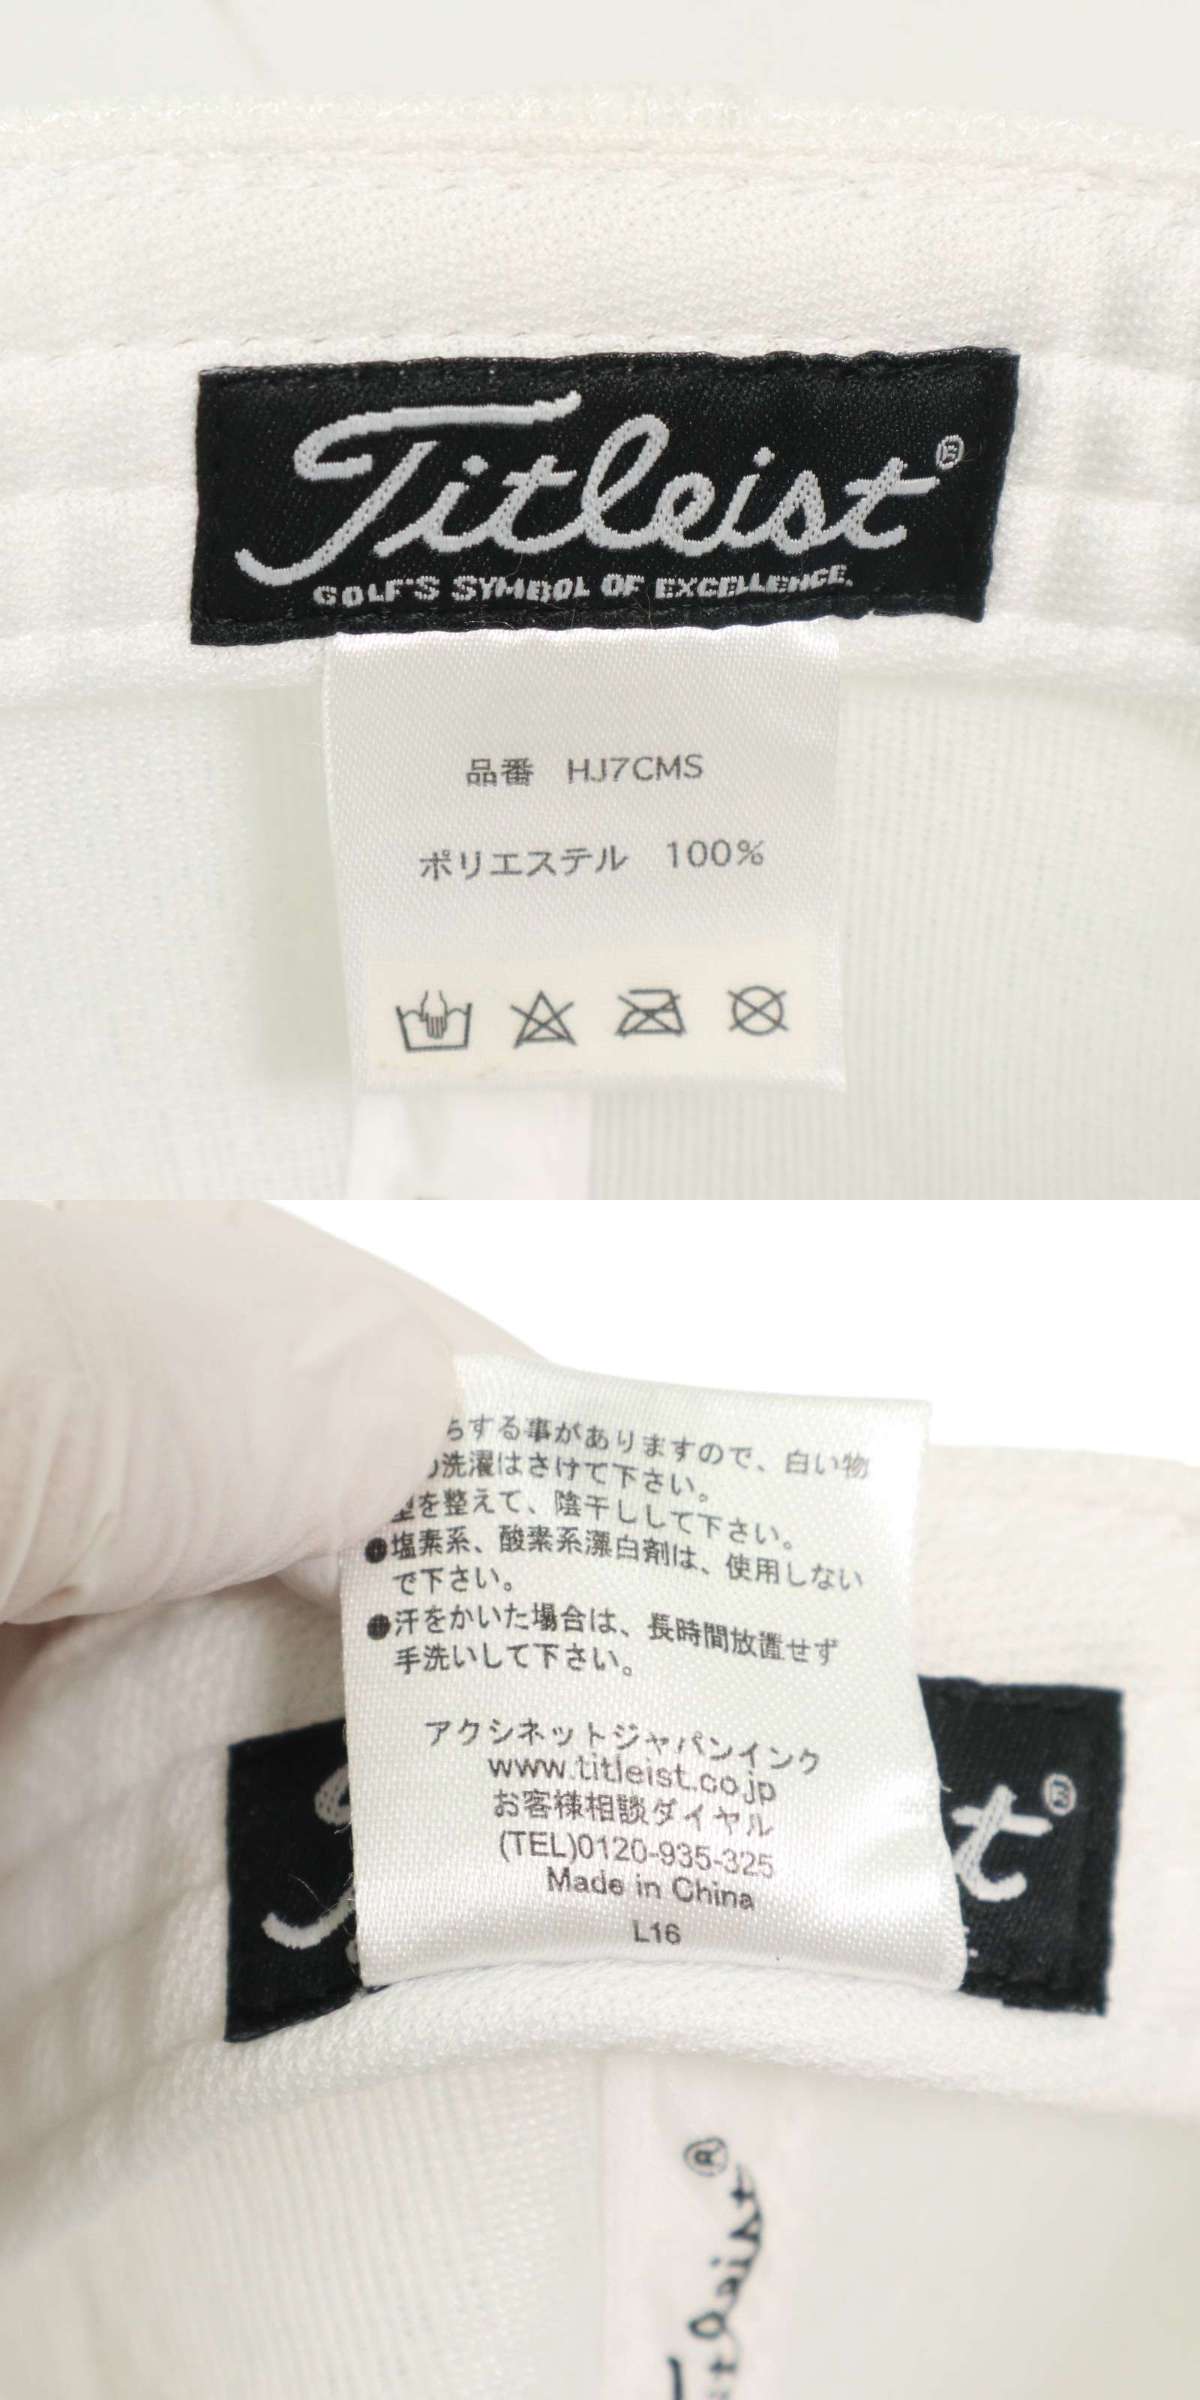 Titleist®
GOLF'S SYMBOL OF EXCELLENCE.
品番 HJ7CMS
ポリエステル 100%
らする事がありますので、白い物
洗濯はさけて下さい。
型を整えて、陰干しして下さい。
●塩素系、酸素系漂白剤は、使用しない
で下さい。
●汗をかいた場合は、長時間放置せず
手洗いして下さい。
アクシネットジャパンインク
www.titleist.co.jp
お客様相談ダイヤル
(TEL)0120-935-325
Made in China
L16
st®
Titleist®